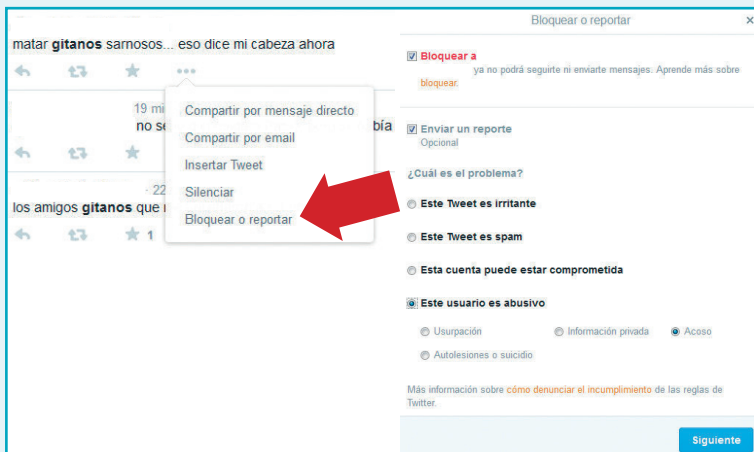 matar gitanos sarnosos... eso dice mi cabeza ahora
19 mi
no se
bía
· 22
los amigos gitanos que
1
Compartir por mensaje directo
Compartir por email
Insertar Tweet
Silenciar
Bloquear o reportar
Bloquear o reportar
x
Bloquear a
ya no podrá seguirte ni enviarte mensajes. Aprende más sobre
bloquear.
Enviar un reporte
Opcional
¿Cuál es el problema?
Este Tweet es irritante
Este Tweet es spam
Esta cuenta puede estar comprometida
Este usuario es abusivo
Usurpación
Información privada
Acoso
Autolesiones o suicidio
Más información sobre cómo denunciar el incumplimiento de las reglas de
Twitter.
Siguiente